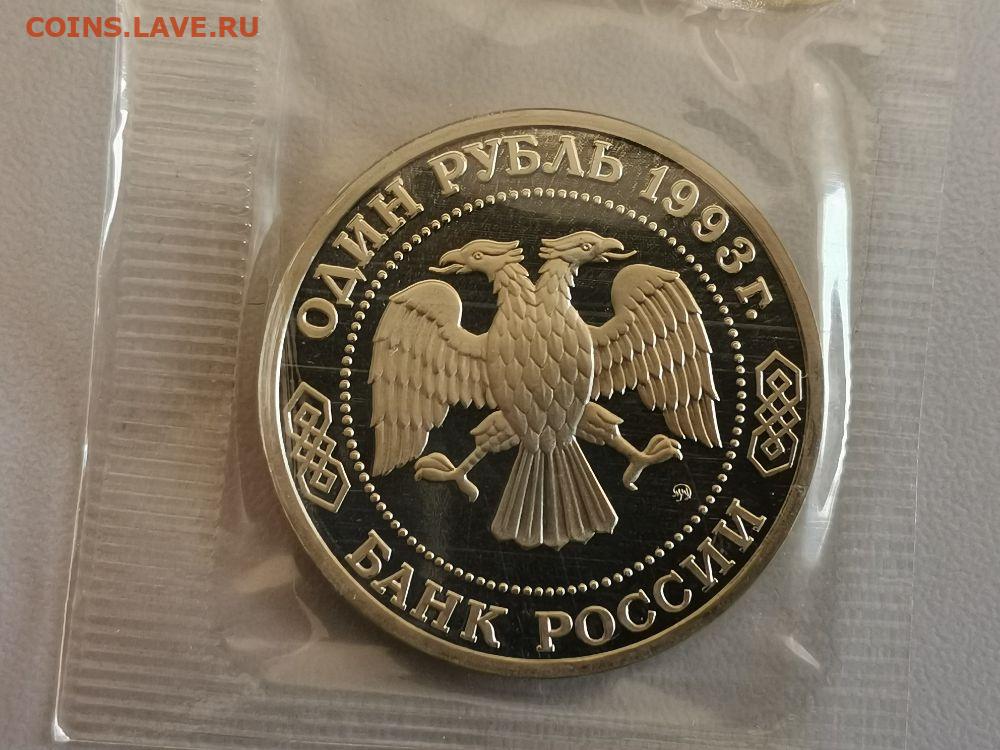 COINS.LAVE.RU
ОДИН РУБЛЬ 1993 г.
БАНК РОССИИ